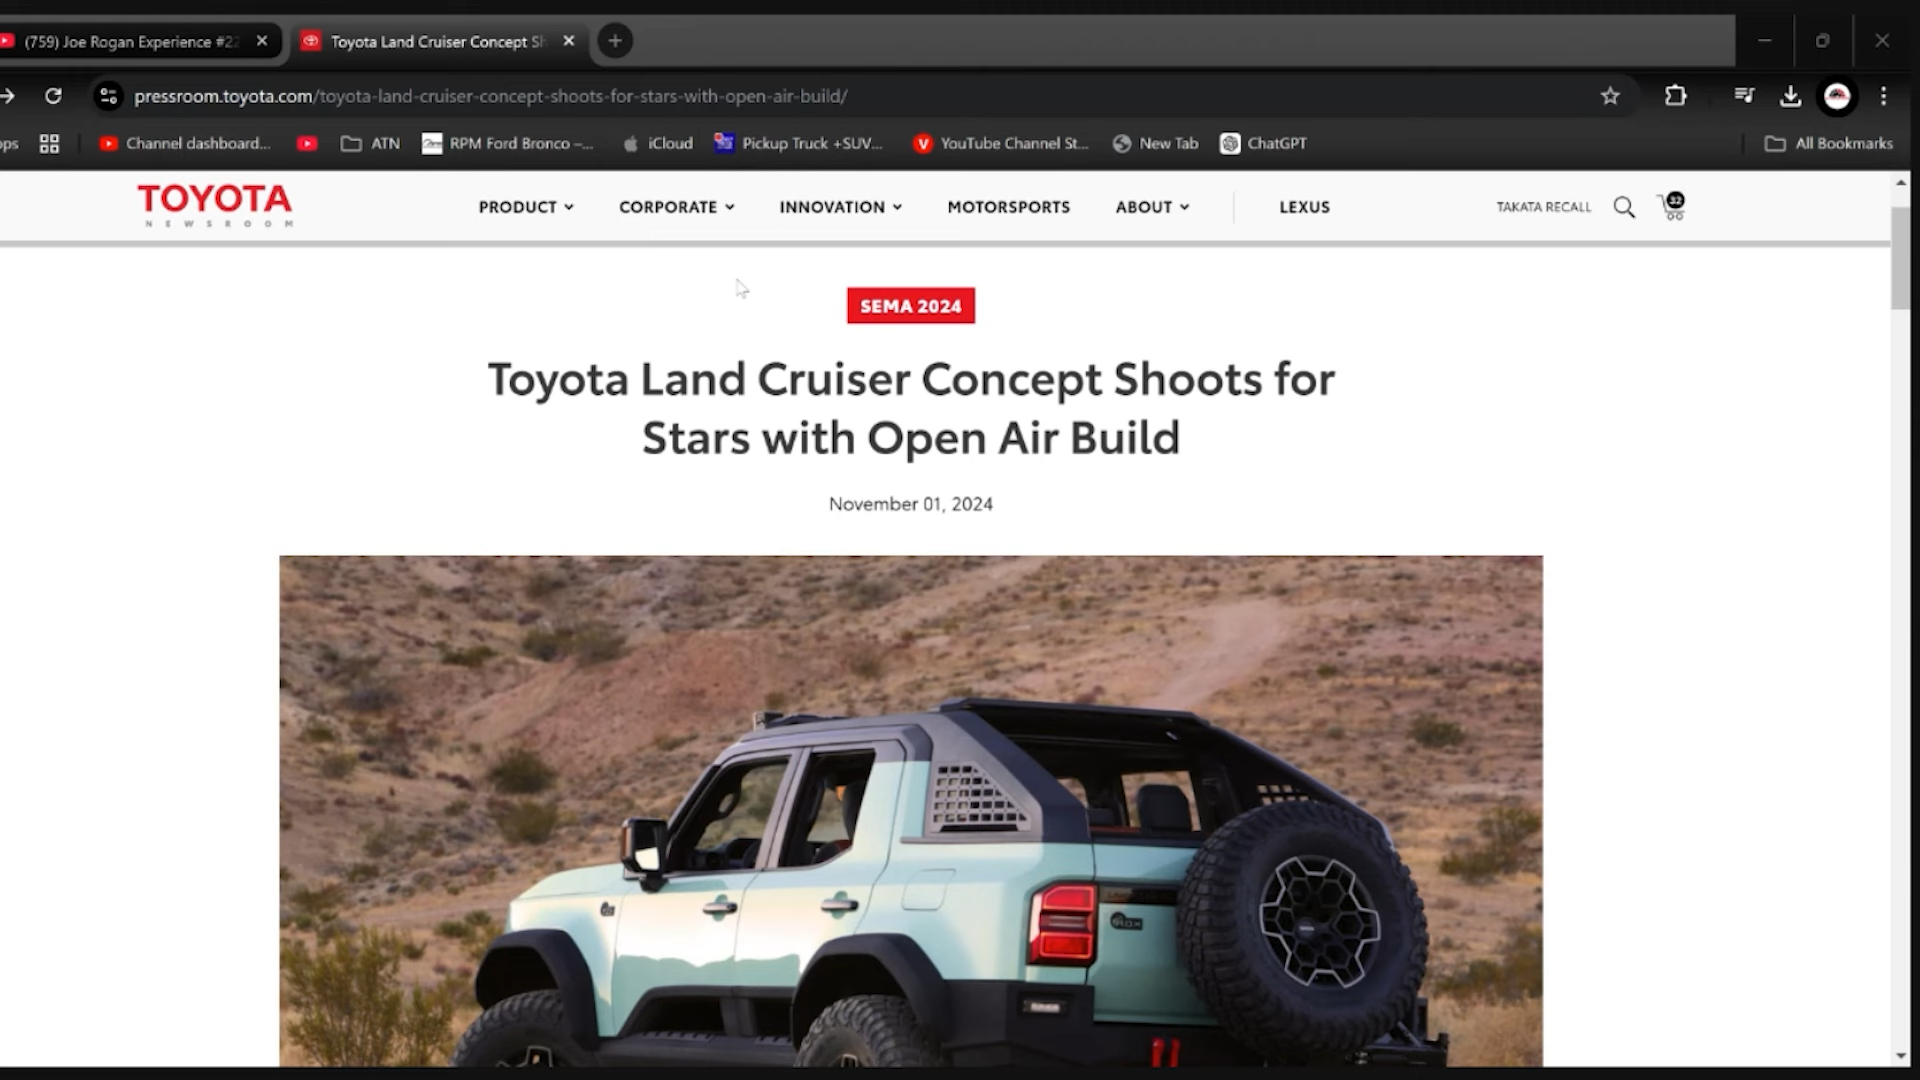 (759) Joe Rogan Experience #22
Toyota Land Cruiser Concept Sh
pressroom.toyota.com/toyota-land-cruiser-concept-shoots-for-stars-with-open-air-build/
Channel dashboard...
ATN
RPM Ford Bronco –...
iCloud
Pickup Truck +SUV...
YouTube Channel St...
New Tab
ChatGPT
All Bookmarks
TOYOTA
NEWSROOM
PRODUCT
CORPORATE
INNOVATION
MOTORSPORTS
ABOUT
LEXUS
TAKATA RECALL
32
SEMA 2024
Toyota Land Cruiser Concept Shoots for
Stars with Open Air Build
November 01, 2024
ROX